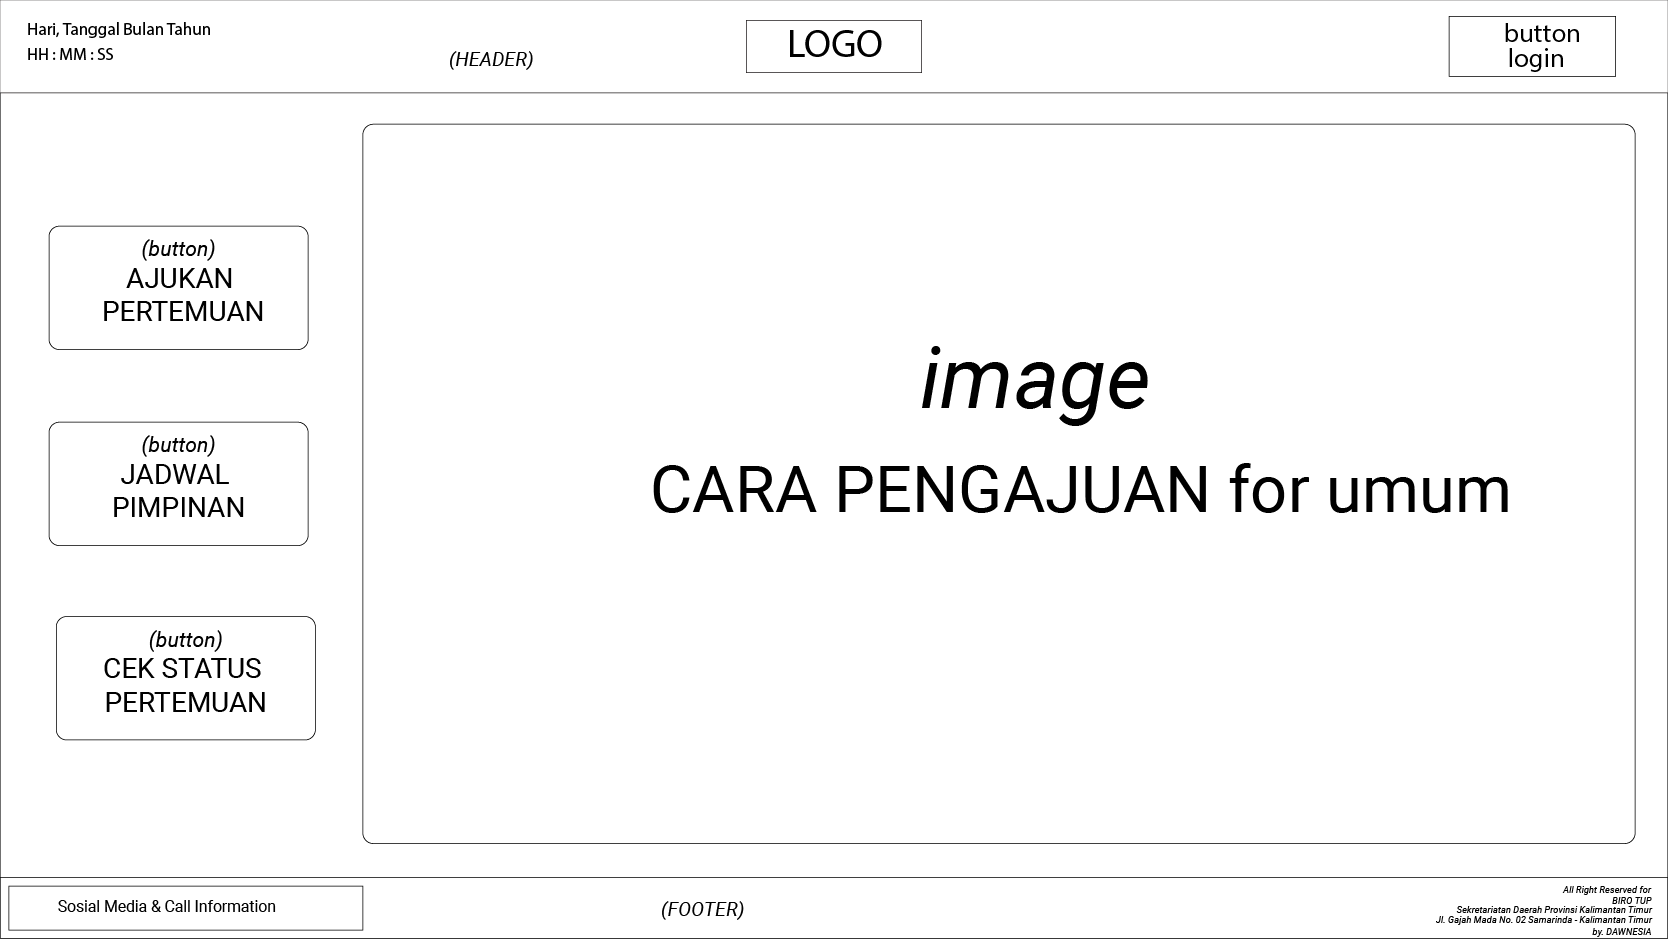 Hari, Tanggal Bulan Tahun
HH : MM : SS
(HEADER)
LOGO
button
login
(button)
AJUKAN
PERTEMUAN
(button)
JADWAL
PIMPINAN
(button)
CEK STATUS
PERTEMUAN
image
CARA PENGAJUAN for umum
Sosial Media & Call Information
(FOOTER)
All Right Reserved for
BIRO TUP
Sekretariatan Daerah Provinsi Kalimantan Timur
Jl. Gajah Mada No. 02 Samarinda - Kalimantan Timur
by. DAWNESIA